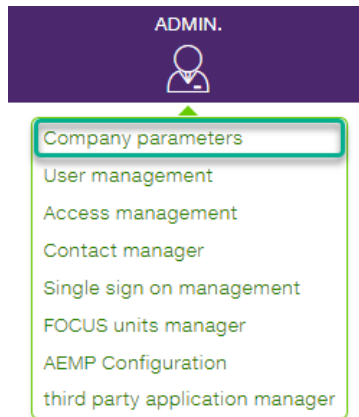 ADMIN.
Company parameters
User management
Access management
Contact manager
Single sign on management
FOCUS units manager
AEMP Configuration
third party application manager